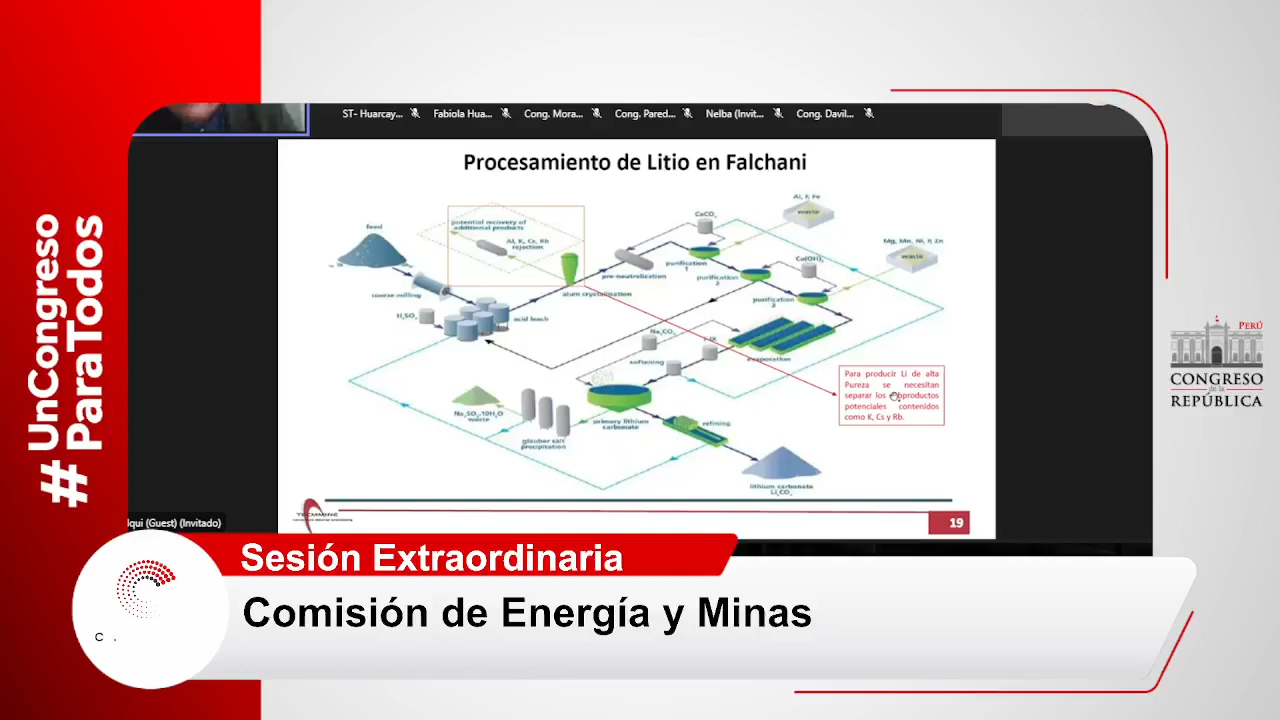 ST- Huarcay...
Fabiola Hua...
Cong. Mora...
Cong. Pared...
Nelba (Invit...
Cong. Davil...
Procesamiento de Litio en Falchani
feed
coarse milling
H₂SO₄
acid leach
potential recovery of
additional products
Al, K, Cs, Rb
rejection
alum crystallisation
pre-neutralization
CaCO₃
purification
1
purification
2
Ca(OH)₂
purification
3
Al, F, Fe
waste
Mg, Mn, Ni, P, Zn
waste
evaporation
IX
Na₂CO₃
softening
primary lithium
carbonate
glauber salt
precipitation
Na₂SO₄.10H₂O
waste
refining
lithium carbonate
Li₂CO₃
Para producir Li de alta
Pureza se necesitan
separar los
potenciales contenidos
como K, Cs y Rb.
TECMMINE
19
lqui (Guest) (Invitado)
#UnCongreso
ParaTodos
PERÚ
CONGRESO
de la
REPÚBLICA
Sesión Extraordinaria
Comisión de Energía y Minas